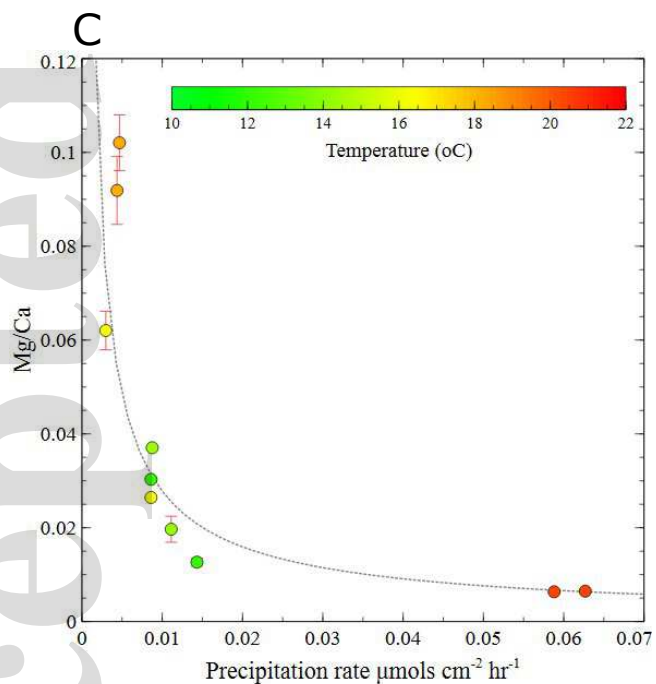 C
0.12
0.1
0.08
0.06
0.04
0.02
0
Mg/Ca
10 12 14 16 18 20 22
Temperature (oC)
0 0.01 0.02 0.03 0.04 0.05 0.06 0.07
Precipitation rate μmols cm⁻² hr⁻¹
epted